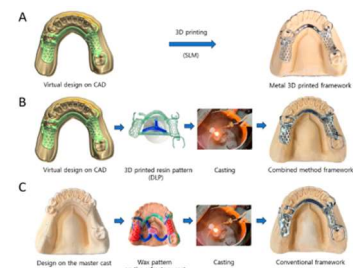 A
3D printing
(SLM)
Virtual design on CAD
Metal 3D printed framework
B
Virtual design on CAD
3D printed resin pattern
(DLP)
Casting
Combined method framework
C
Design on the master cast
Wax pattern
Casting
Conventional framework